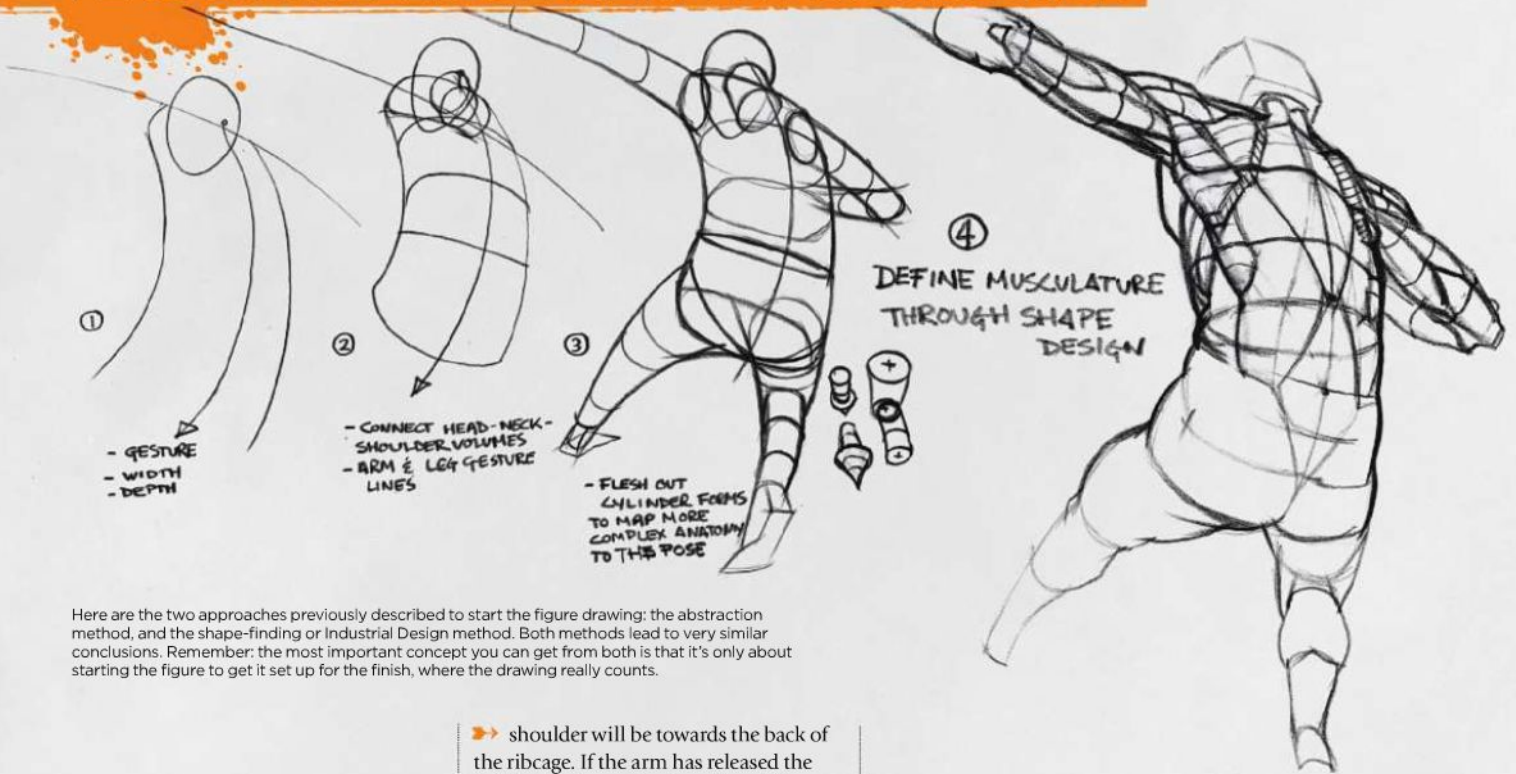 ①
- GESTURE
- WIDTH
- DEPTH
②
- CONNECT HEAD-NECK-
SHOULDER VOLUMES
- ARM & LEG GESTURE
LINES
③
- FLESH OUT
CYLINDER FORMS
TO MAP MORE
COMPLEX ANATOMY
TO THE POSE
④
DEFINE MUSCULATURE
THROUGH SHAPE
DESIGN
Here are the two approaches previously described to start the figure drawing: the abstraction
method, and the shape-finding or Industrial Design method. Both methods lead to very similar
conclusions. Remember: the most important concept you can get from both is that it's only about
starting the figure to get it set up for the finish, where the drawing really counts.
shoulder will be towards the back of
the ribcage. If the arm has released the